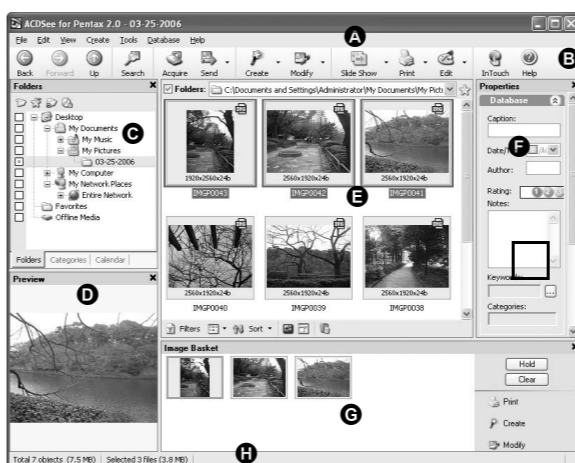 ACDSee for Pentax 2.0 - 03-25-2006
File Edit View Create Tools Database Help
A
Back Forward Up Search Acquire Send Create Modify Slide Show Print Edit InTouch Help
B
Folders
Desktop
My Documents
C
My Music
My Pictures
03-25-2006
My Computer
My Network Places
Entire Network
Favorites
Offline Media
Folders Categories Calendar
Folders: C:\Documents and Settings\Administrator\My Documents\My Pictu
1920x2560x24b 2560x1920x24b 2560x1920x24b
IMGP0043 IMGP0042 IMGP0041
E
2560x1920x24b 2560x1920x24b 2560x1920x24b
IMGP0040 IMGP0039 IMGP0038
Filters Sort
Properties
Database
Caption:
F
Author:
Rating:
1 2 3
Notes:
Categories:
Preview
D
Image Basket
G
Hold
Clear
Print
Create
Modify
Total 7 objects (7.5 MB) Selected 3 files (3.8 MB)
H